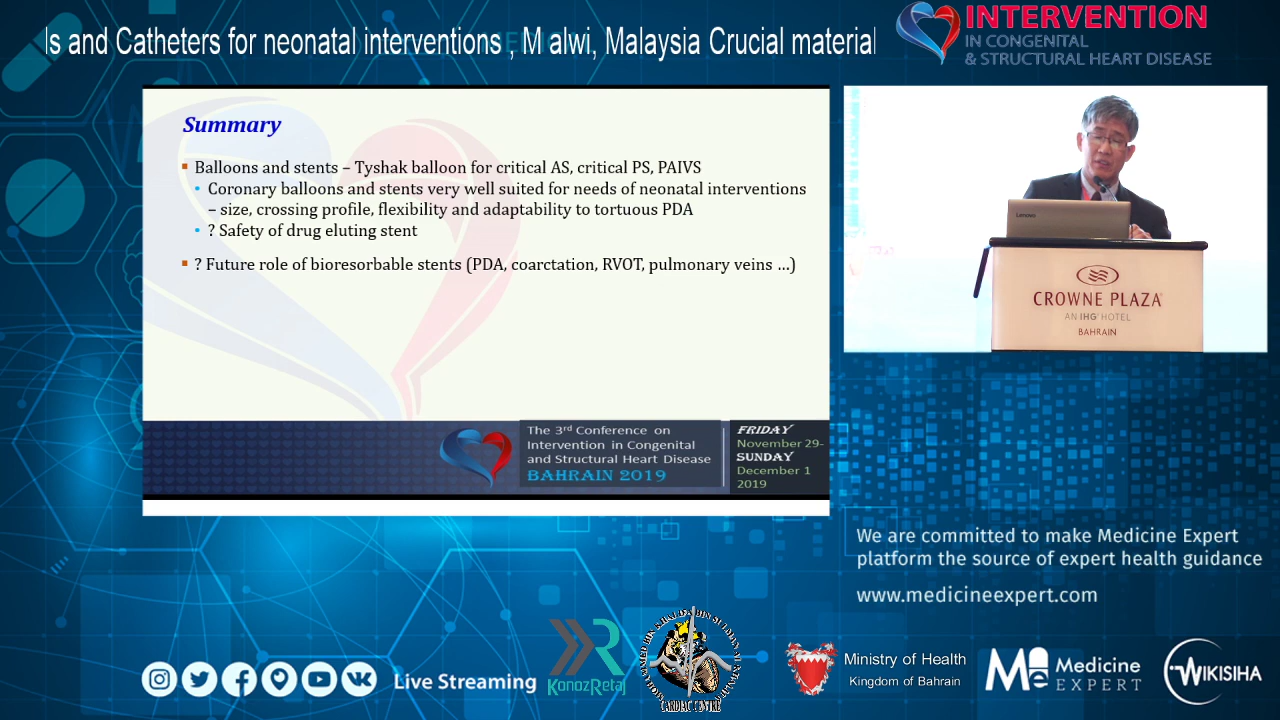 ls and Catheters for neonatal interventions , M alwi, Malaysia Crucial material
INTERVENTION
IN CONGENITAL
& STRUCTURAL HEART DISEASE
Summary
Balloons and stents – Tyshak balloon for critical AS, critical PS, PAIVS
Coronary balloons and stents very well suited for needs of neonatal interventions
– size, crossing profile, flexibility and adaptability to tortuous PDA
? Safety of drug eluting stent
? Future role of bioresorbable stents (PDA, coarctation, RVOT, pulmonary veins ...)
The 3rd Conference on
Intervention in Congenital
and Structural Heart Disease
BAHRAIN 2019
FRIDAY
November 29-
SUNDAY
December 1
2019
Lenovo
CROWNE PLAZA
AN IHG HOTEL
BAHRAIN
We are committed to make Medicine Expert
platform the source of expert health guidance
www.medicineexpert.com
Live Streaming
KanazRetaj
CARDIAC CENTRE
Ministry of Health
Kingdom of Bahrain
Me Medicine
EXPERT
WIKISIHA